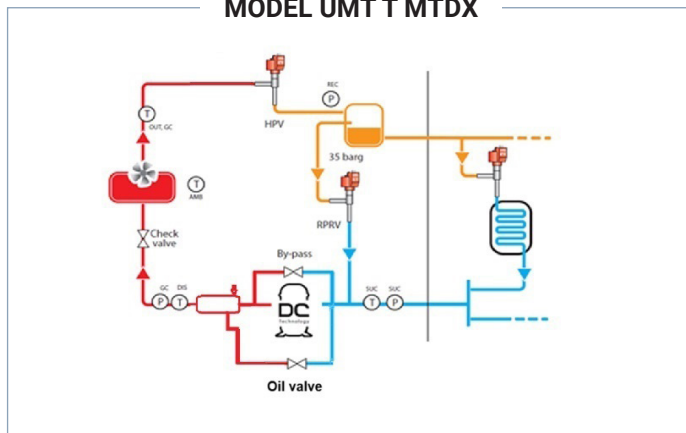 MODEL UMT T MTDX
REC
P
T
OUT, GC
HPV
35 barg
T
AMB
RPRV
Check
valve
By-pass
GC DIS
P T
DC
Technology
SUC SUC
T P
Oil valve